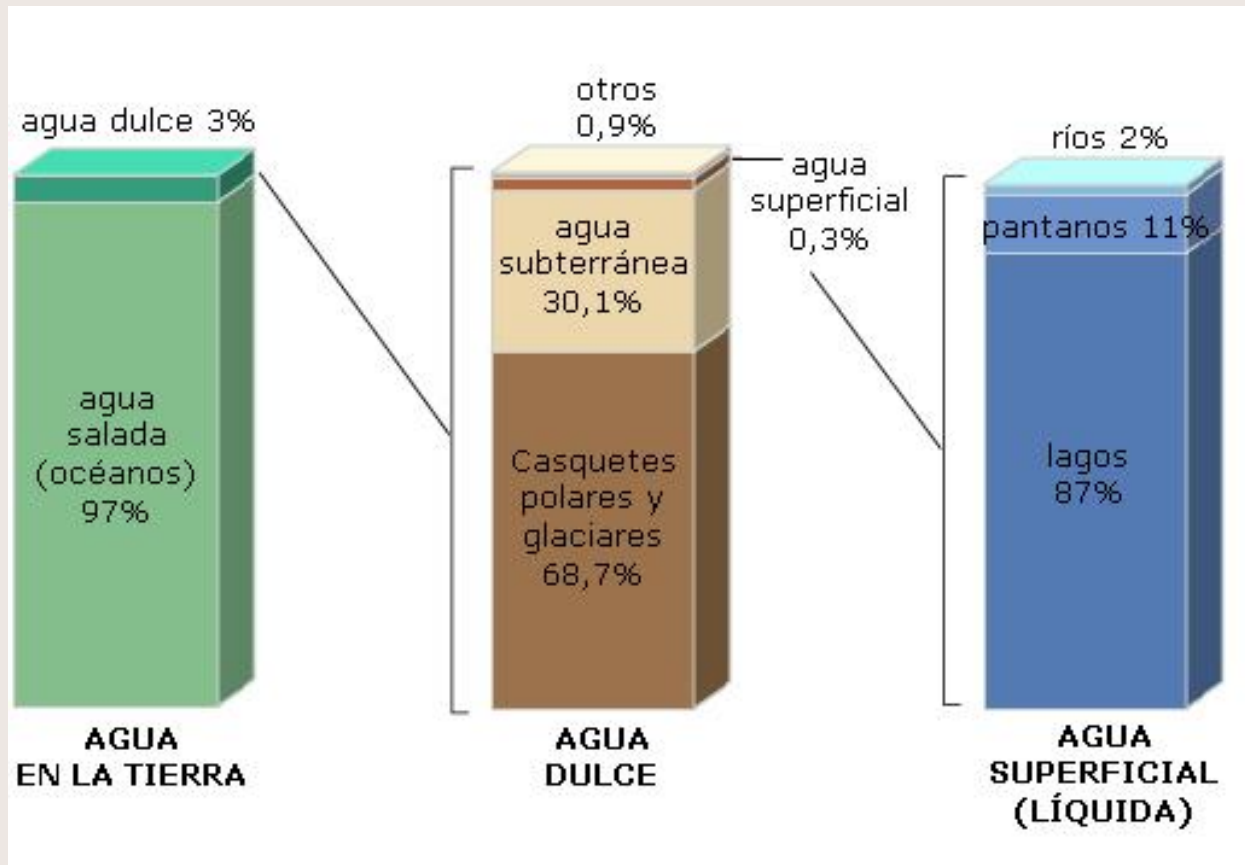 agua dulce 3%
agua
salada
(océanos)
97%
AGUA
EN LA TIERRA
otros
0,9%
agua
superficial
0,3%
agua
subterránea
30,1%
Casquetes
polares y
glaciares
68,7%
AGUA
DULCE
ríos 2%
pantanos 11%
lagos
87%
AGUA
SUPERFICIAL
(LÍQUIDA)